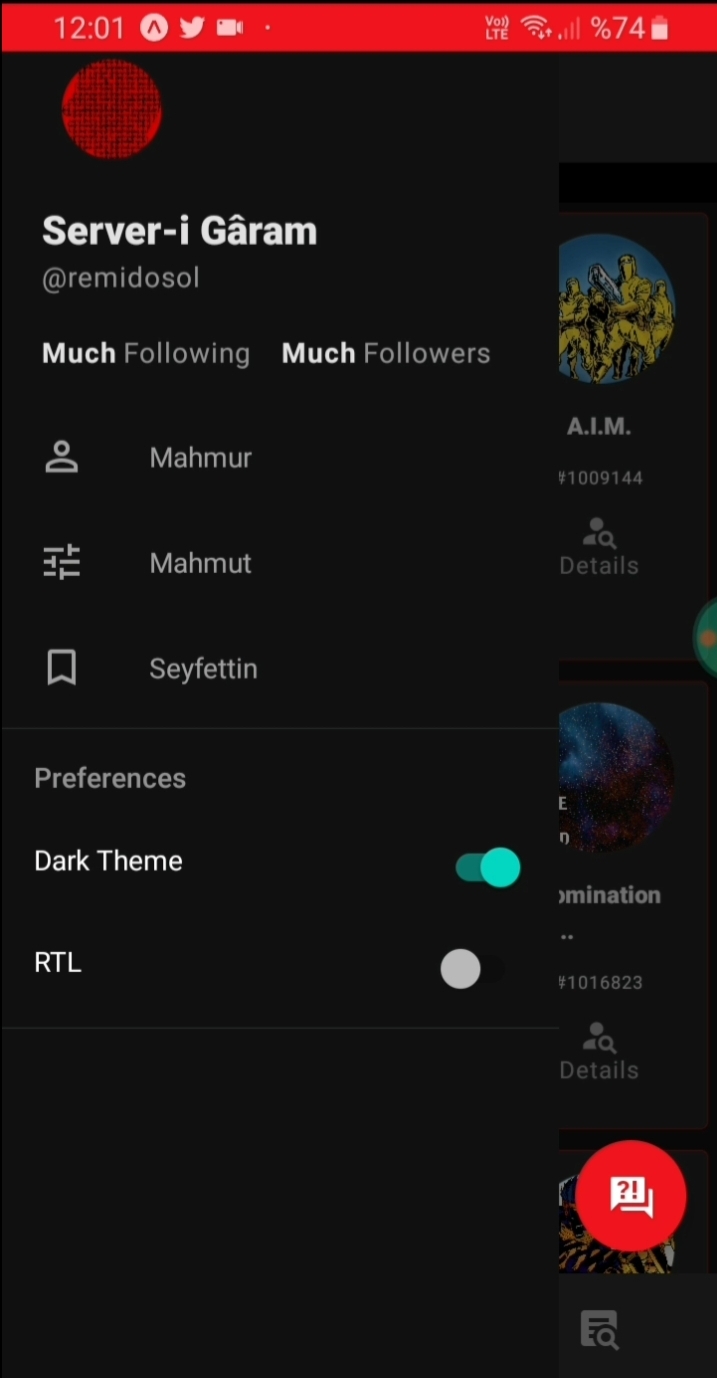 12:01
Vo))
LTE
%74
Server-i Gâram
@remidosol
Much Following Much Followers
Mahmur
Mahmut
Seyfettin
Preferences
Dark Theme
RTL
A.I.M.
#1009144
Details
E
omination
..
#1016823
Details
?!